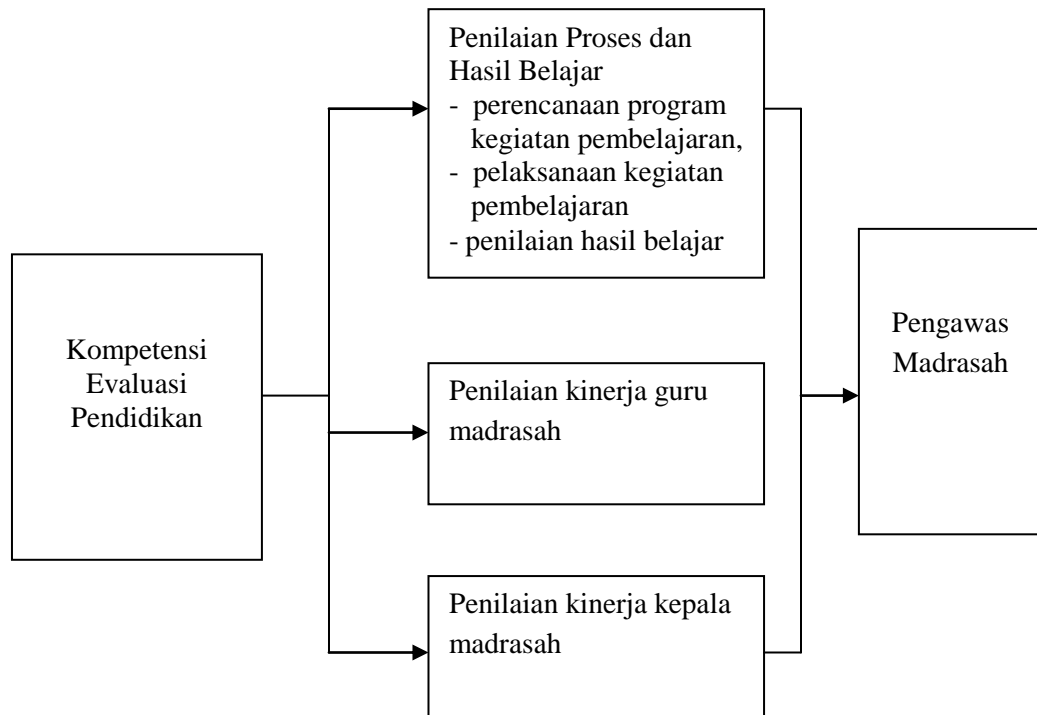 Kompetensi
Evaluasi
Pendidikan
Penilaian Proses dan
Hasil Belajar
- perencanaan program
kegiatan pembelajaran,
- pelaksanaan kegiatan
pembelajaran
- penilaian hasil belajar
Penilaian kinerja guru
madrasah
Penilaian kinerja kepala
madrasah
Pengawas
Madrasah